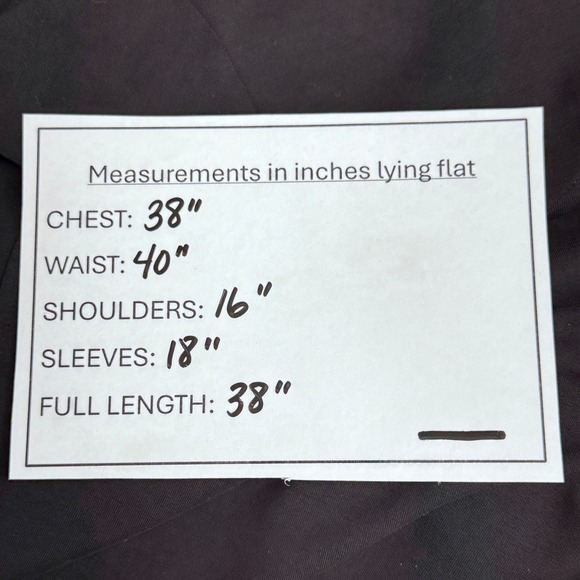 Measurements in inches lying flat
CHEST: 38"
WAIST: 40"
SHOULDERS: 16"
SLEEVES: 18"
FULL LENGTH: 38"